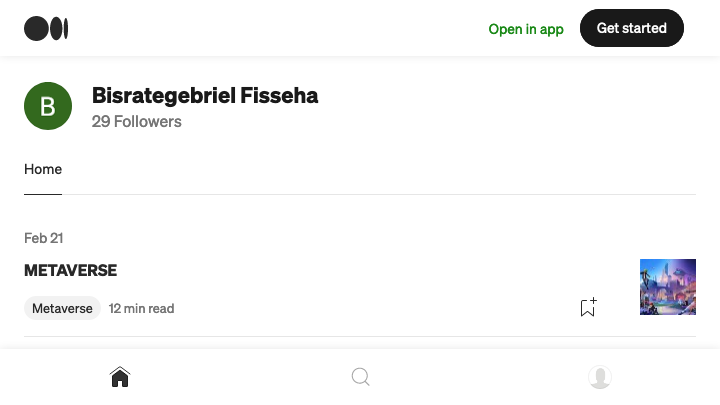 Open in app
Get started
B
Bisrategebriel Fisseha
29 Followers
Home
Feb 21
METAVERSE
Metaverse
12 min read